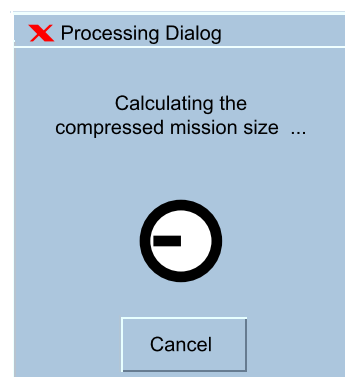 Processing Dialog
Calculating the
compressed mission size ...
Cancel